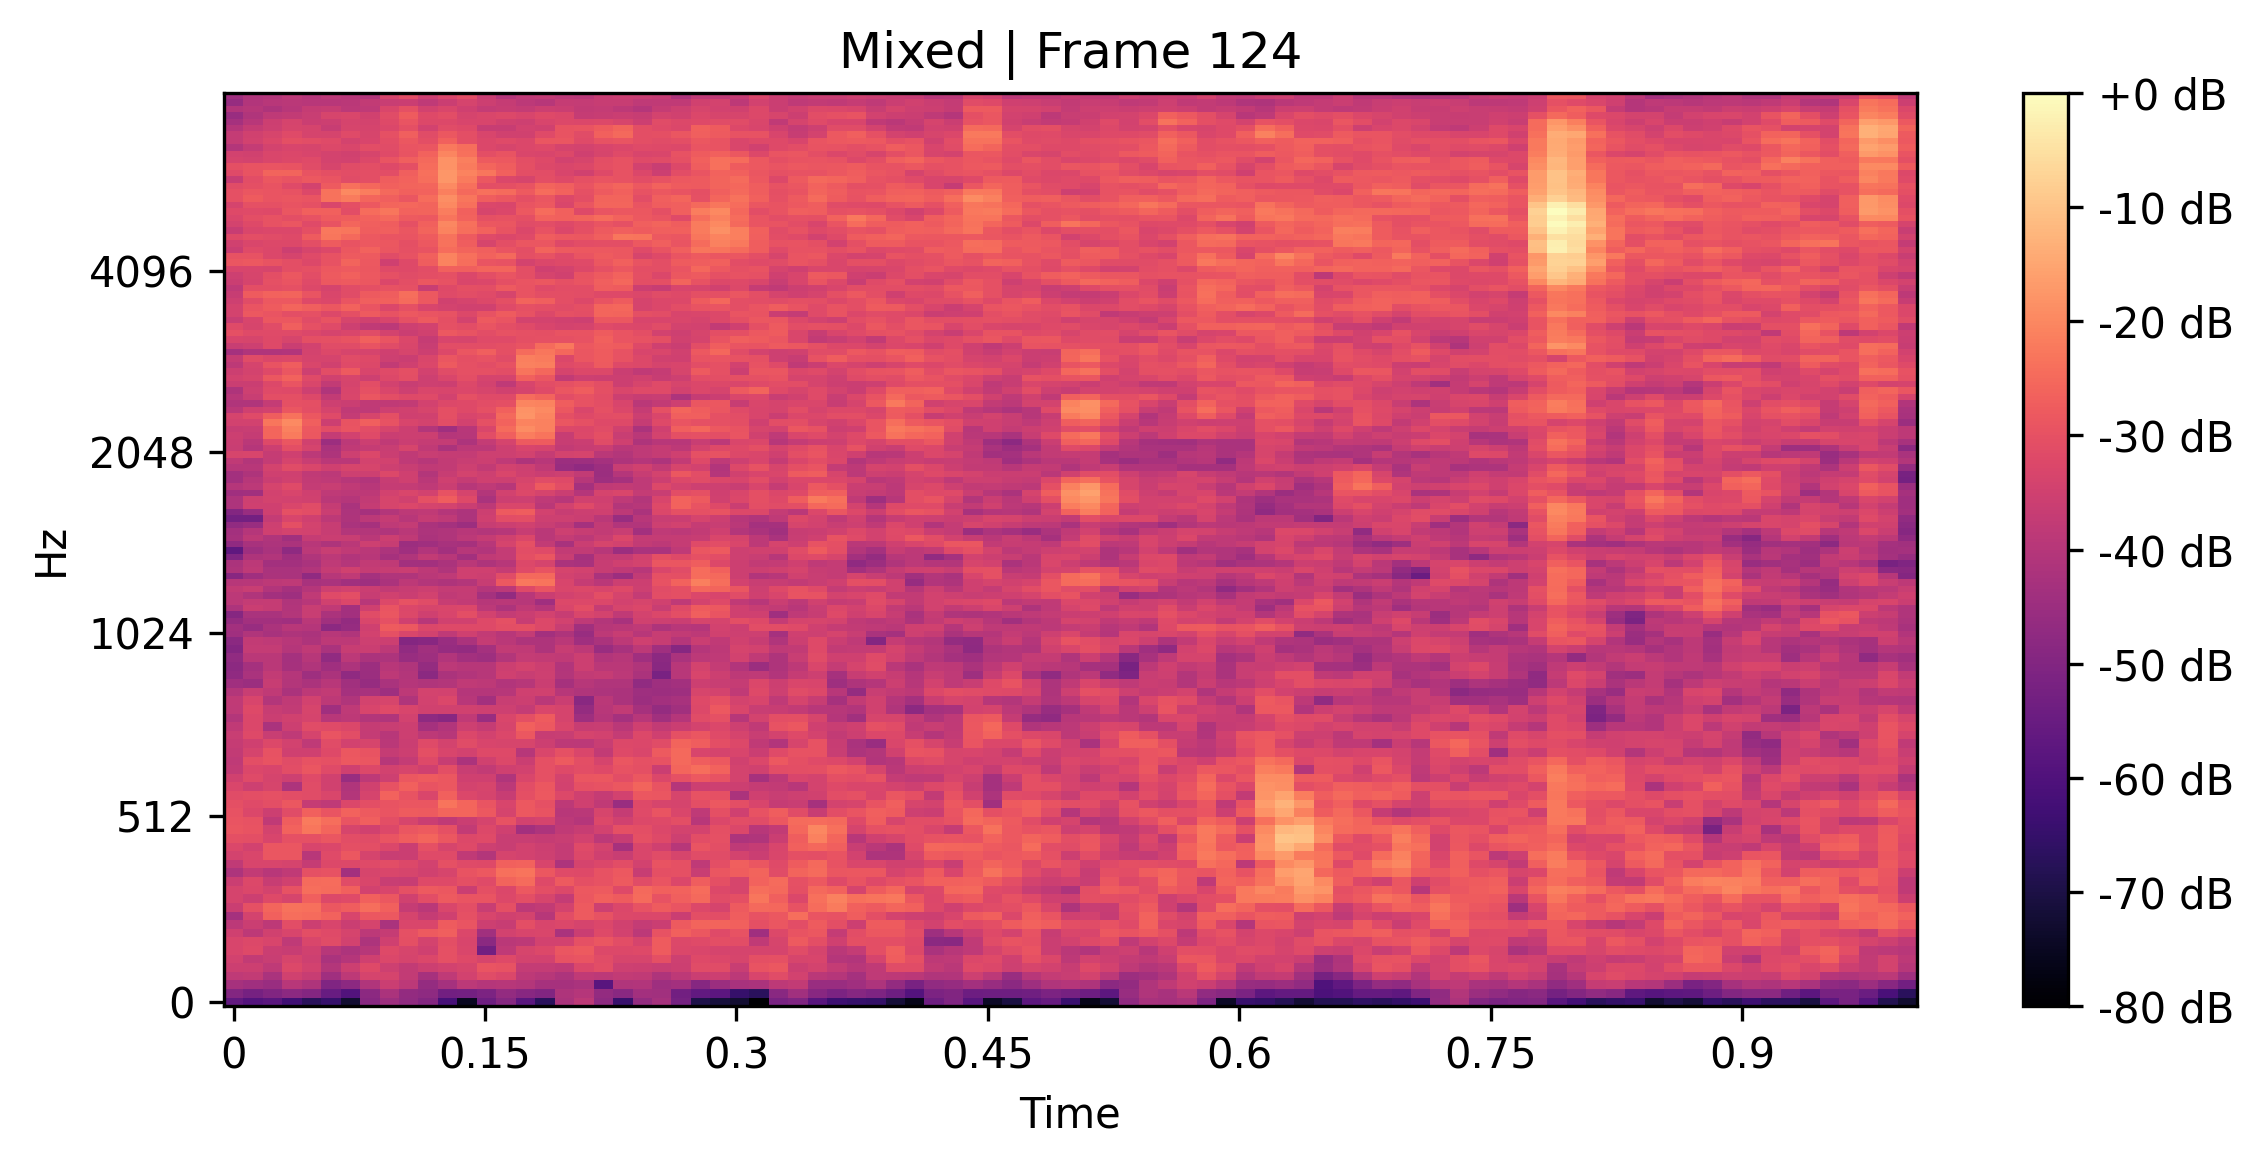 Mixed | Frame 124
+0 dB
-10 dB
-20 dB
-30 dB
-40 dB
-50 dB
-60 dB
-70 dB
-80 dB
4096
2048
1024
512
0
Hz
0 0.15 0.3 0.45 0.6 0.75 0.9
Time